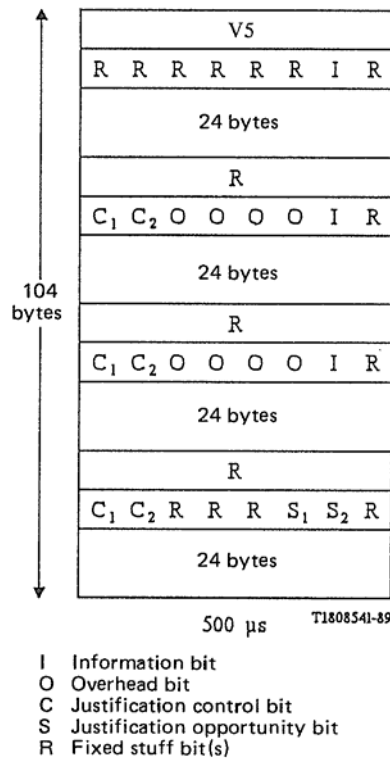 V5
R R R R R R I R
24 bytes
R
C₁ C₂ O O O O I R
24 bytes
104
bytes
R
C₁ C₂ O O O O I R
24 bytes
R
C₁ C₂ R R R S₁ S₂ R
24 bytes
500 µs
T1808541-89
I Information bit
O Overhead bit
C Justification control bit
S Justification opportunity bit
R Fixed stuff bit(s)